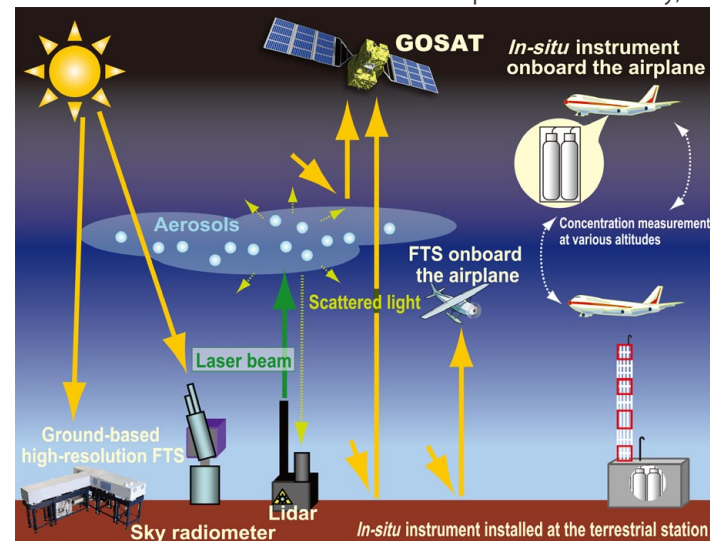 GOSAT
In-situ instrument
onboard the airplane
Aerosols
Concentration measurement
at various altitudes
FTS onboard
the airplane
Scattered light
Laser beam
Ground-based
high-resolution FTS
Sky radiometer
Lidar
In-situ instrument installed at the terrestrial station